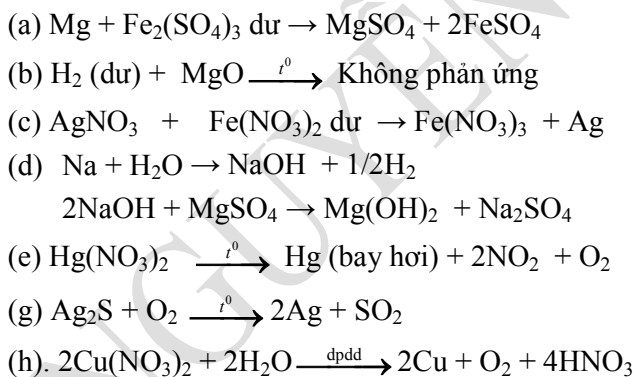 (a) Mg + Fe₂(SO₄)₃ dư → MgSO₄ + 2FeSO₄
(b) H₂ (dư) + MgO —t⁰→ Không phản ứng
(c) AgNO₃ + Fe(NO₃)₂ dư → Fe(NO₃)₃ + Ag
(d) Na + H₂O → NaOH + 1/2H₂
2NaOH + MgSO₄ → Mg(OH)₂ + Na₂SO₄
(e) Hg(NO₃)₂ —t⁰→ Hg (bay hơi) + 2NO₂ + O₂
(g) Ag₂S + O₂ —t⁰→ 2Ag + SO₂
(h). 2Cu(NO₃)₂ + 2H₂O —dpdd→ 2Cu + O₂ + 4HNO₃